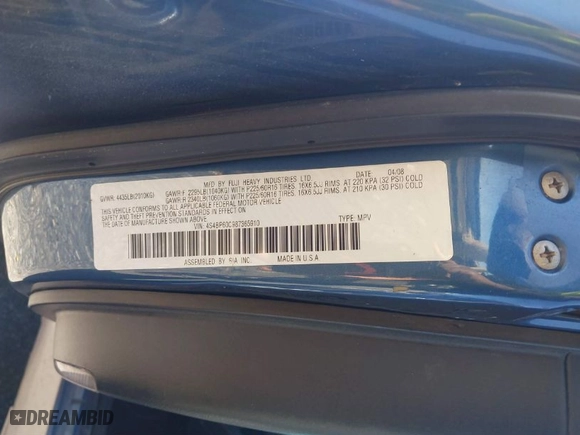 MFD BY FUJI HEAVY INDUSTRIES LTD. DATE 04/08
GVWR: 4435LB(2010KG) GAWR:F 2295LB(1040KG) WITH P225/60R16 TIRES, 16X6.5JJ RIMS, AT 220 KPA (32 PSI) COLD
GAWR:R 2340LB(1060KG) WITH P225/60R16 TIRES, 16X6.5JJ RIMS, AT 210 KPA (30 PSI) COLD
THIS VEHICLE CONFORMS TO ALL APPLICABLE FEDERAL MOTOR VEHICLE
SAFETY AND THEFT PREVENTION STANDARDS IN EFFECT ON
THE DATE OF MANUFACTURE SHOWN ABOVE.
VIN: TYPE: MPV
ASSEMBLED BY SIA INC. MADE IN U.S.A
DREAMBID